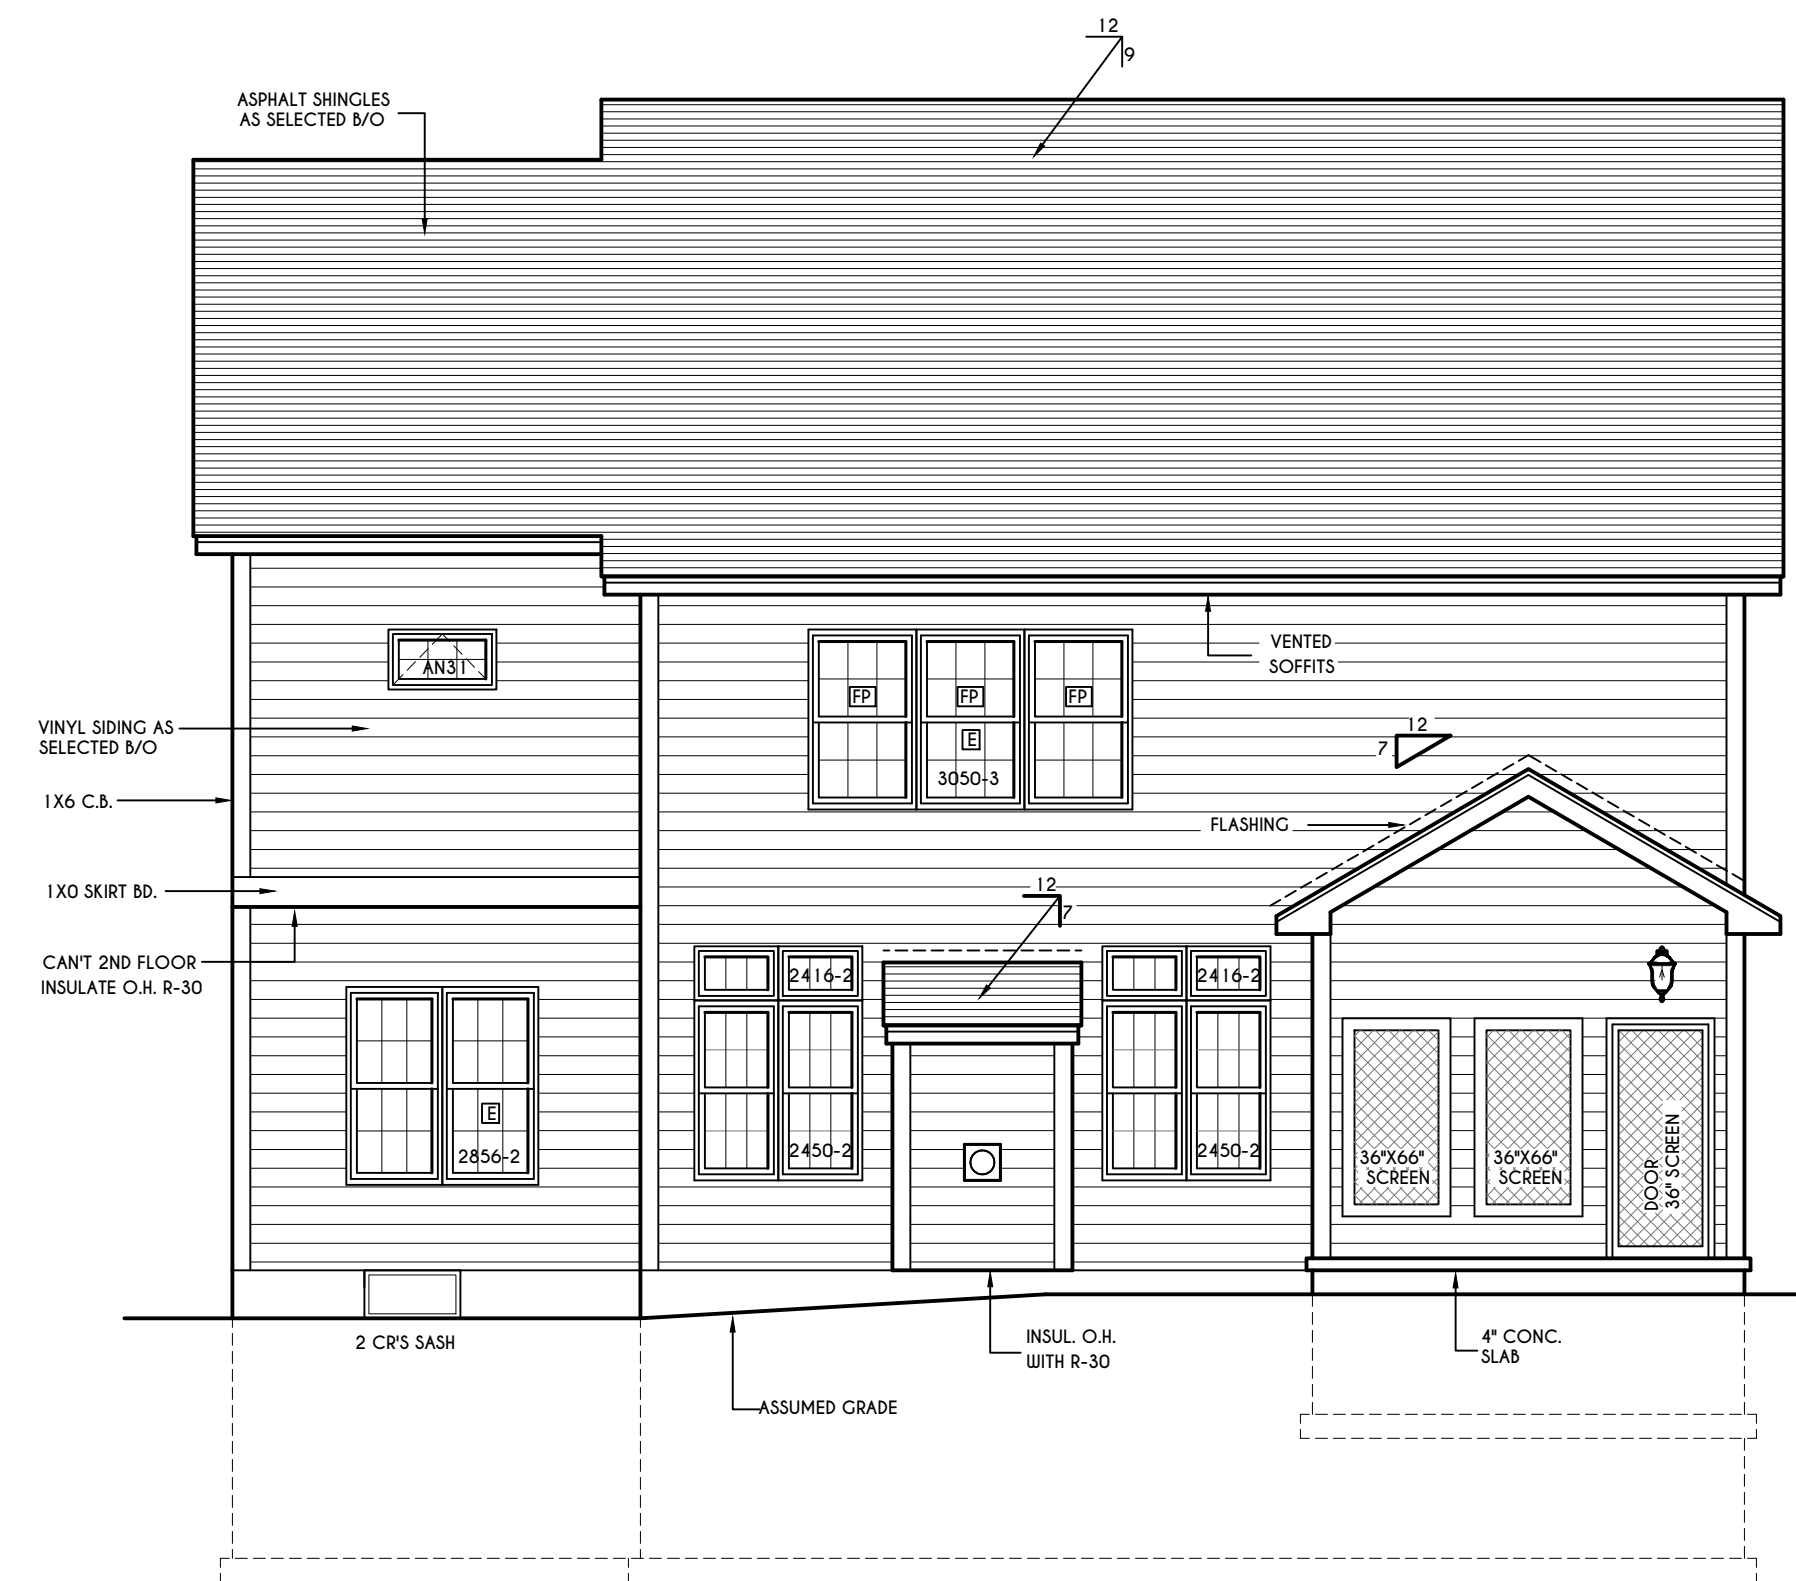 12
9
ASPHALT SHINGLES
AS SELECTED B/O
VENTED
SOFFITS
AN31
FP
FP
FP
E
3050-3
VINYL SIDING AS
SELECTED B/O
12
7
1X6 C.B.
FLASHING
1X0 SKIRT BD.
12
7
CAN'T 2ND FLOOR
INSULATE O.H. R-30
2416-2
2416-2
E
2856-2
2450-2
2450-2
36"X66"
SCREEN
36"X66"
SCREEN
DOOR
36" SCREEN
2 CR'S SASH
INSUL. O.H.
WITH R-30
4" CONC.
SLAB
ASSUMED GRADE